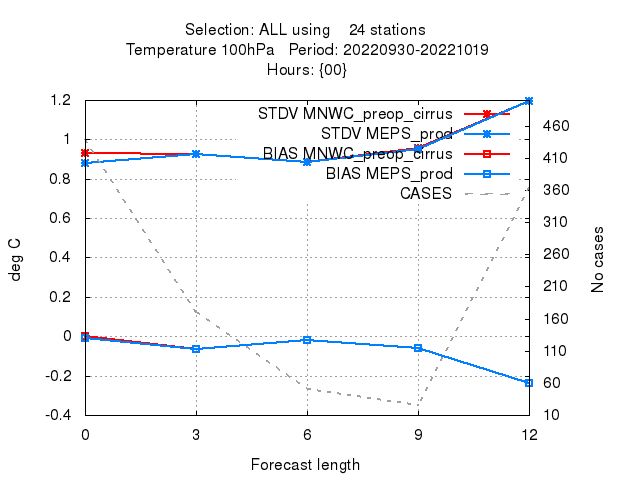 Selection: ALL using    24 stations
Temperature 100hPa   Period: 20220930-20221019
Hours: {00}
STDV MNWC_preop_cirrus
STDV MEPS_prod
BIAS MNWC_preop_cirrus
BIAS MEPS_prod
CASES
1.2
1
0.8
0.6
0.4
0.2
0
-0.2
-0.4
deg C
460
410
360
310
260
210
160
110
60
10
No cases
0 3 6 9 12
Forecast length